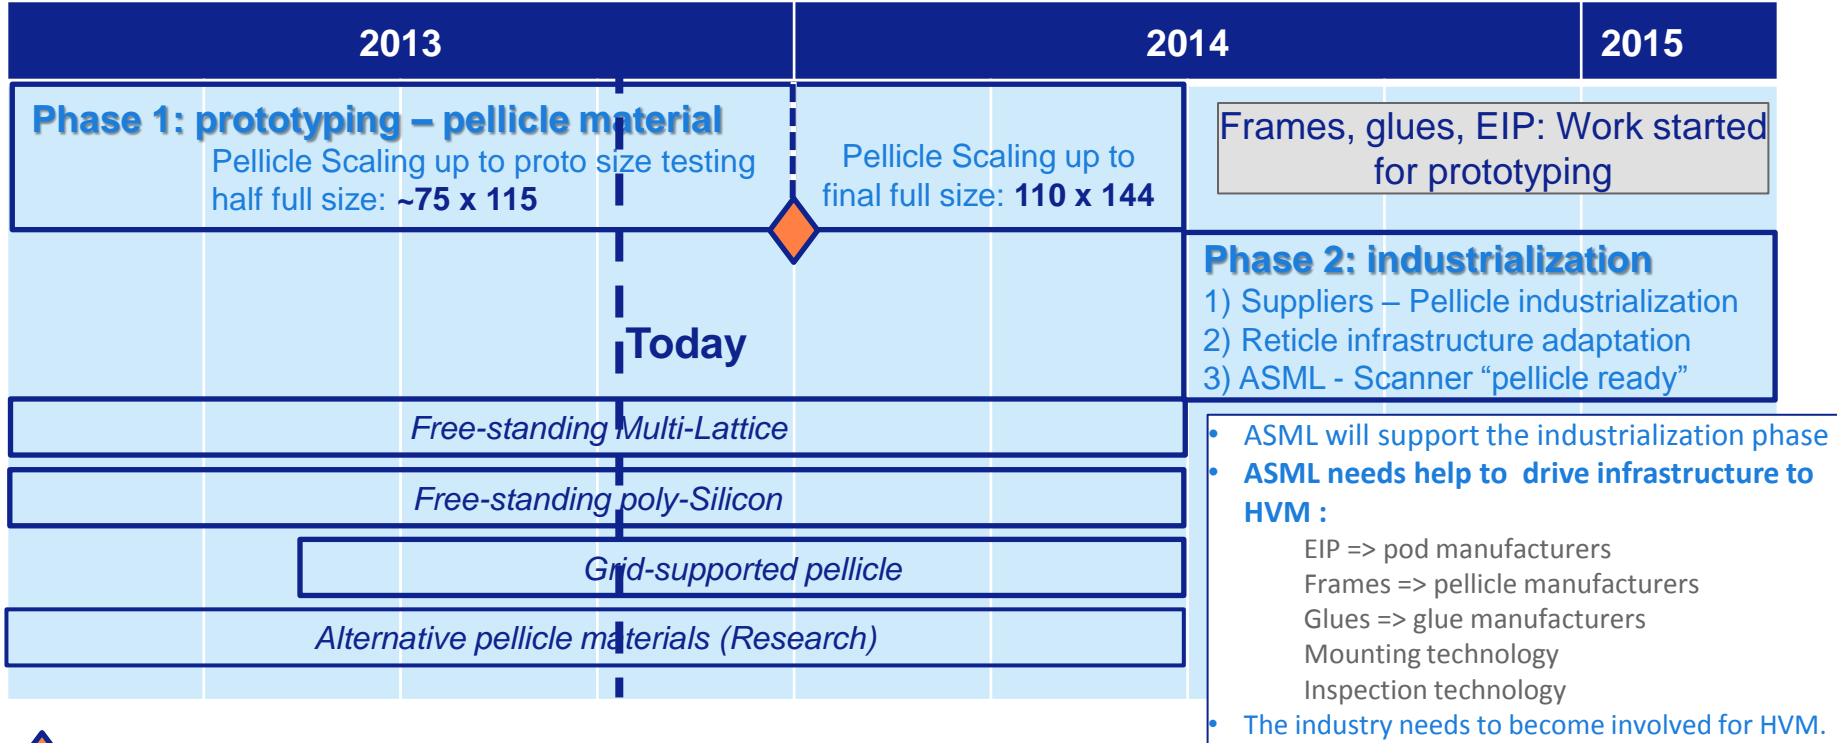 2013
2014
2015
Phase 1: prototyping – pellicle material
Pellicle Scaling up to proto size testing
half full size: ~75 x 115
Pellicle Scaling up to
final full size: 110 x 144
Frames, glues, EIP: Work started
for prototyping
Phase 2: industrialization
1) Suppliers – Pellicle industrialization
2) Reticle infrastructure adaptation
3) ASML - Scanner “pellicle ready”
Today
Free-standing Multi-Lattice
Free-standing poly-Silicon
Grid-supported pellicle
Alternative pellicle materials (Research)
• ASML will support the industrialization phase
• ASML needs help to drive infrastructure to
HVM :
EIP => pod manufacturers
Frames => pellicle manufacturers
Glues => glue manufacturers
Mounting technology
Inspection technology
• The industry needs to become involved for HVM.